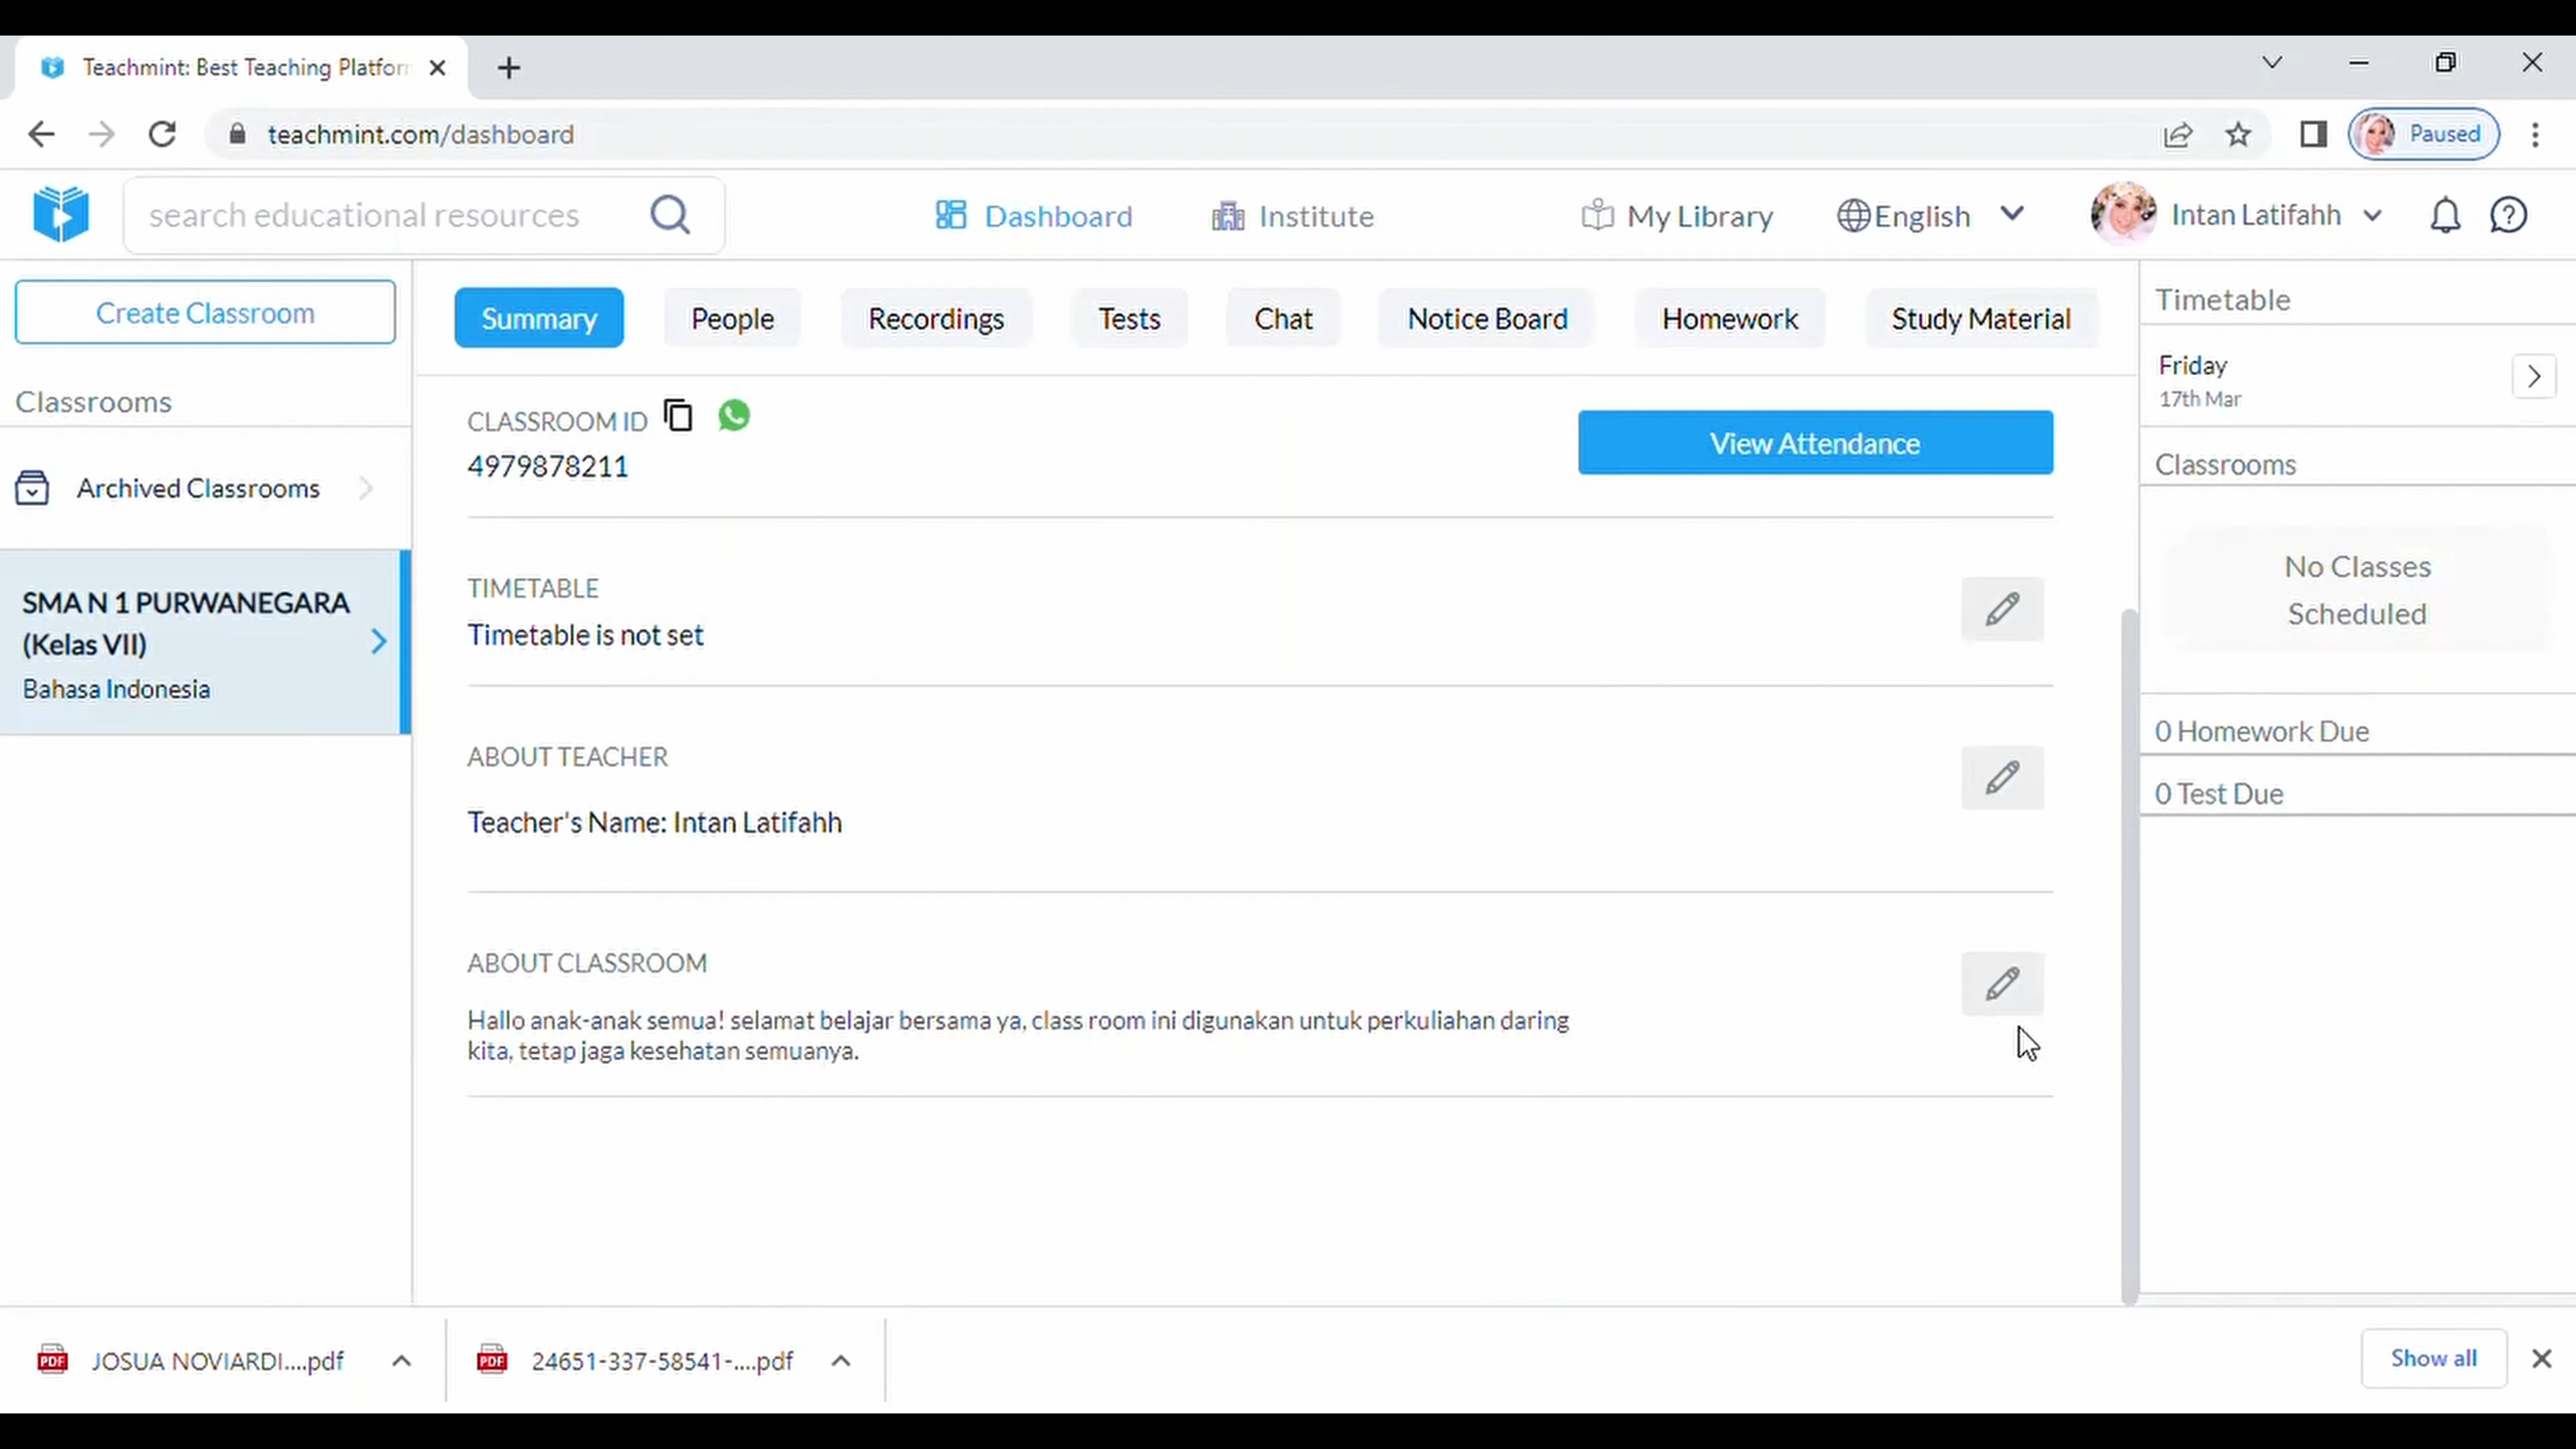 Teachmint: Best Teaching Platfor
teachmint.com/dashboard
Paused
search educational resources
Dashboard
Institute
My Library
English
Intan Latifahh
Create Classroom
Classrooms
Archived Classrooms
SMA N 1 PURWANEGARA
(Kelas VII)
Bahasa Indonesia
Summary
People
Recordings
Tests
Chat
Notice Board
Homework
Study Material
CLASSROOM ID
4979878211
View Attendance
TIMETABLE
Timetable is not set
ABOUT TEACHER
Teacher's Name: Intan Latifahh
ABOUT CLASSROOM
Hallo anak-anak semua! selamat belajar bersama ya, class room ini digunakan untuk perkuliahan daring
kita, tetap jaga kesehatan semuanya.
Timetable
Friday
17th Mar
Classrooms
No Classes
Scheduled
0 Homework Due
0 Test Due
PDF JOSUA NOVIARDI....pdf
PDF 24651-337-58541-....pdf
Show all